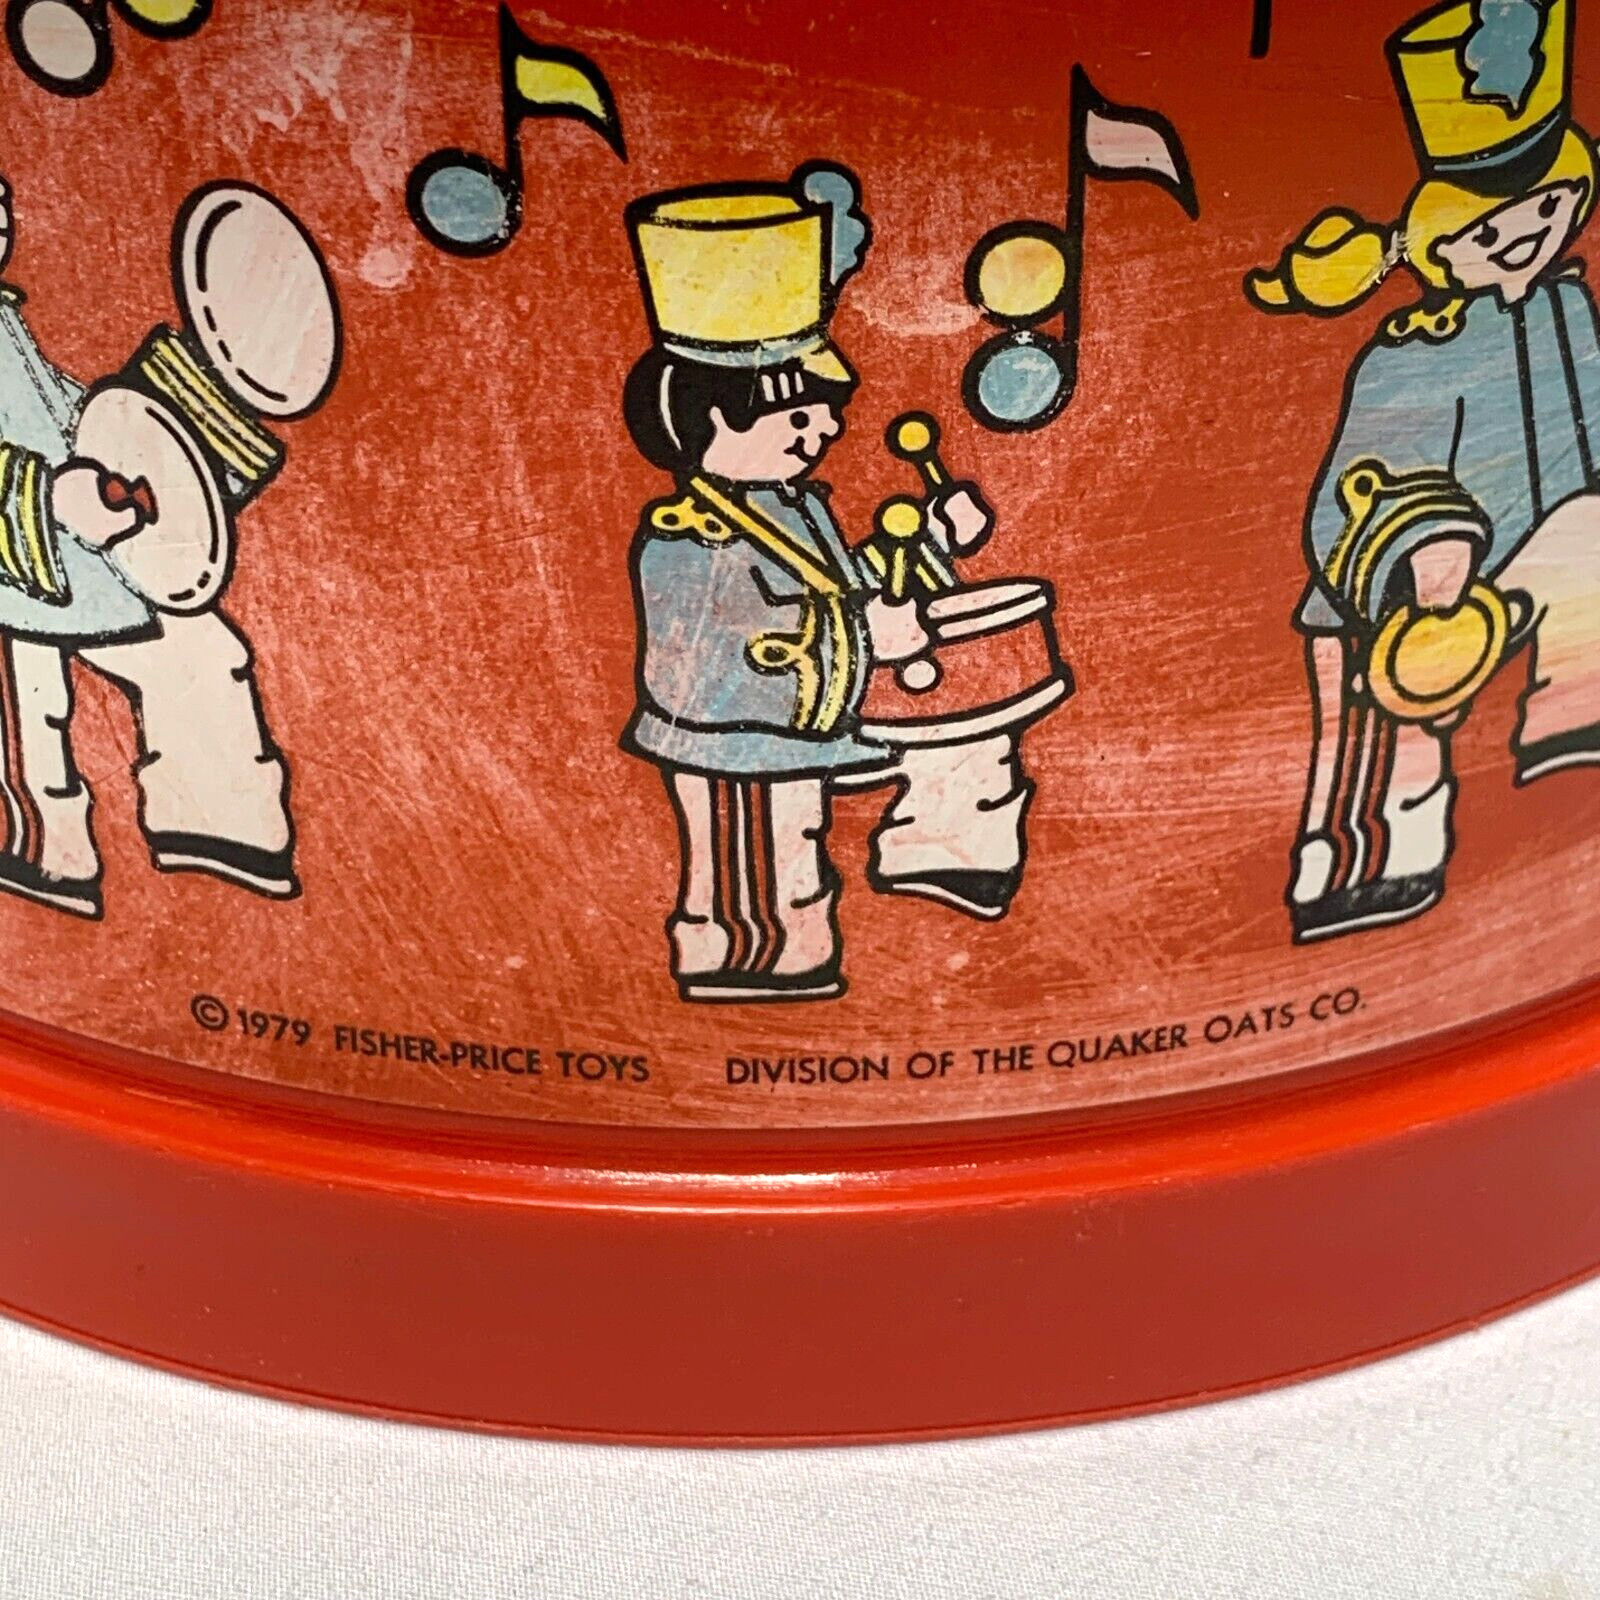 © 1979 FISHER-PRICE TOYS DIVISION OF THE QUAKER OATS CO.